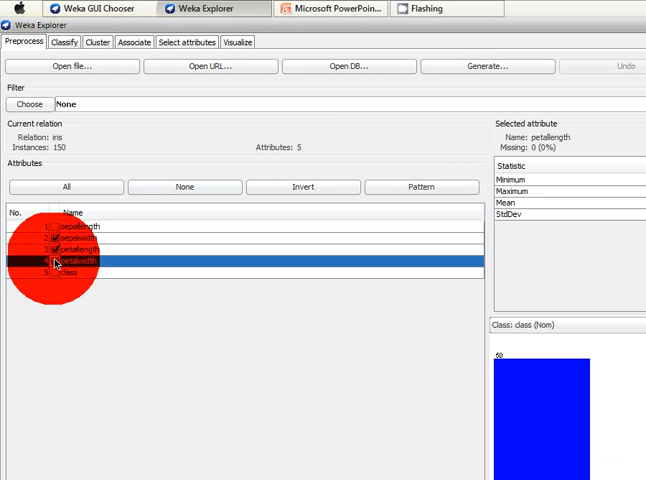 Weka GUI Chooser
Weka Explorer
Microsoft PowerPoin...
Flashing
Weka Explorer
Preprocess Classify Cluster Associate Select attributes Visualize
Open file... Open URL... Open DB... Generate... Undo
Filter
Choose None
Current relation
Relation: iris
Instances: 150 Attributes: 5
Attributes
All None Invert Pattern
No. Name
1 sepallength
2 sepalwidth
3 petallength
4 petalwidth
5 class
Selected attribute
Name: petallength
Missing: 0 (0%)
Statistic
Minimum
Maximum
Mean
StdDev
Class: class (Nom)
50